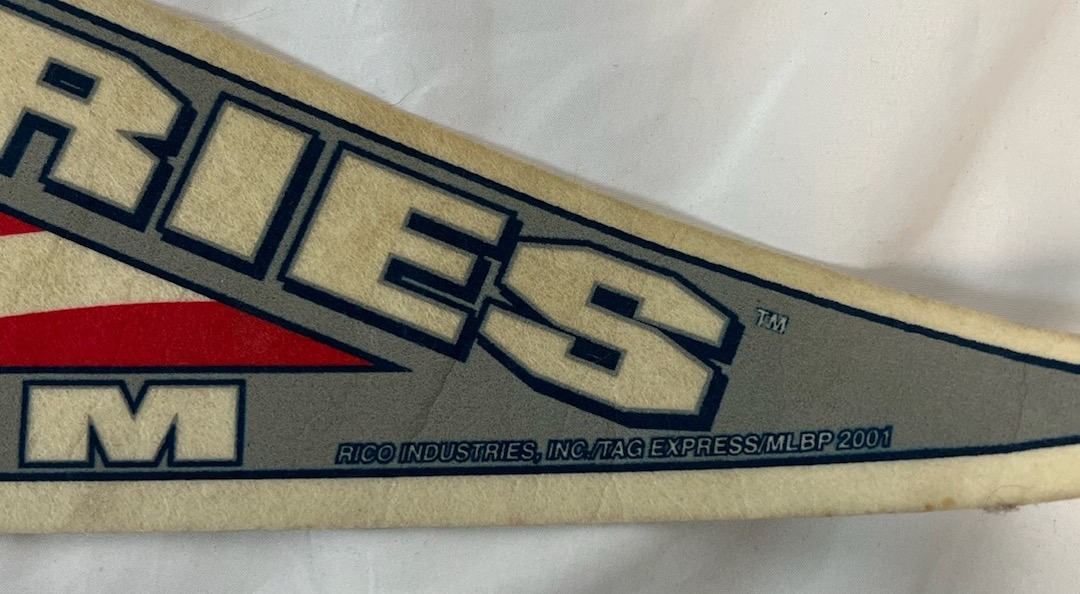 RIES
TM
M
RICO INDUSTRIES, INC./TAG EXPRESS/MLBP 2001